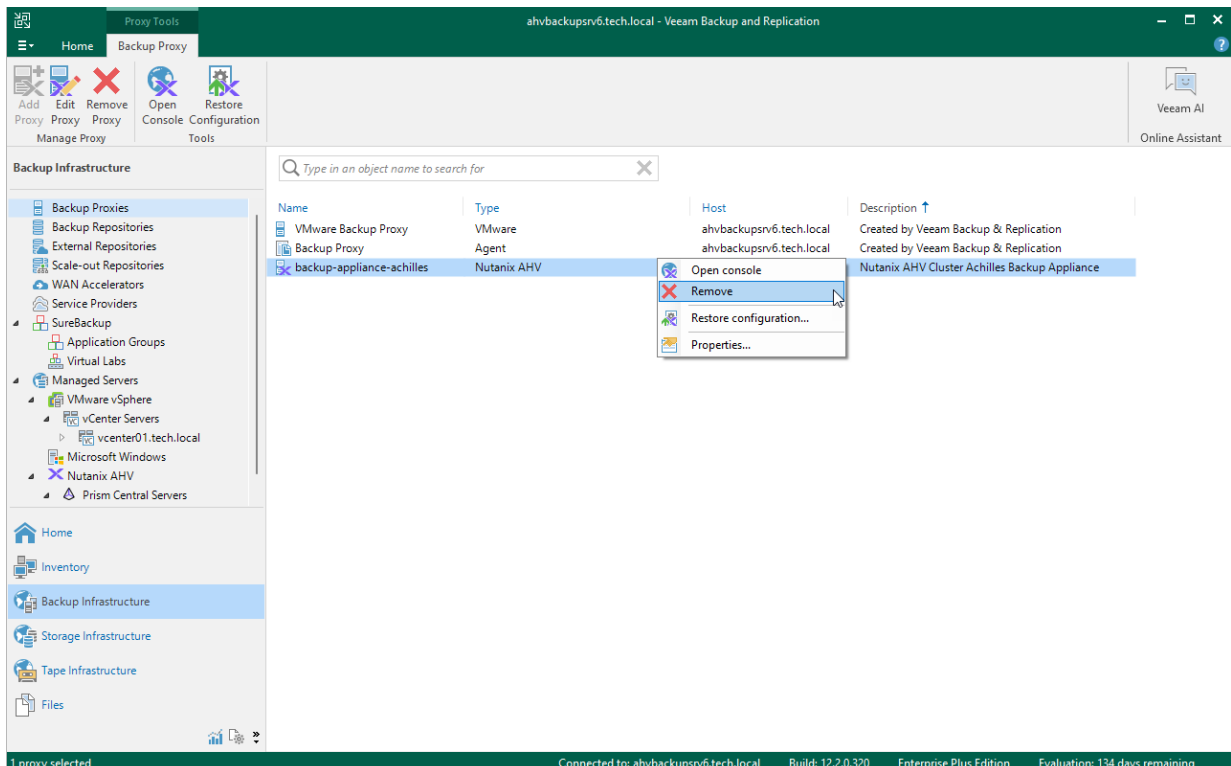 Proxy Tools
ahvbackupsrv6.tech.local - Veeam Backup and Replication
Home
Backup Proxy
Add Proxy
Edit Proxy
Remove Proxy
Open Console
Restore Configuration
Manage Proxy
Tools
Veeam AI
Online Assistant
Backup Infrastructure
Type in an object name to search for
Backup Proxies
Backup Repositories
External Repositories
Scale-out Repositories
WAN Accelerators
Service Providers
SureBackup
Application Groups
Virtual Labs
Managed Servers
VMware vSphere
vCenter Servers
vcenter01.tech.local
Microsoft Windows
Nutanix AHV
Prism Central Servers
Name Type Host Description
VMware Backup Proxy VMware ahvbackupsrv6.tech.local Created by Veeam Backup & Replication
Backup Proxy Agent ahvbackupsrv6.tech.local Created by Veeam Backup & Replication
backup-appliance-achilles Nutanix AHV Nutanix AHV Cluster Achilles Backup Appliance
Open console
Remove
Restore configuration...
Properties...
Home
Inventory
Backup Infrastructure
Storage Infrastructure
Tape Infrastructure
Files
1 proxy selected
Connected to: ahvbackupsrv6.tech.local Build: 12.2.0.320 Enterprise Plus Edition Evaluation: 134 days remaining